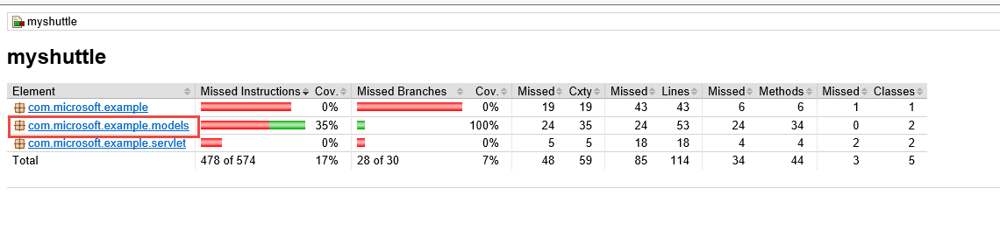 myshuttle
myshuttle
Element Missed Instructions Cov. Missed Branches Cov. Missed Cxty Missed Lines Missed Methods Missed Classes
com.microsoft.example 0% 0% 19 19 43 43 6 6 1 1
com.microsoft.example.models 35% 100% 24 35 24 53 24 34 0 2
com.microsoft.example.servlet 0% 0% 5 5 18 18 4 4 2 2
Total 478 of 574 17% 28 of 30 7% 48 59 85 114 34 44 3 5